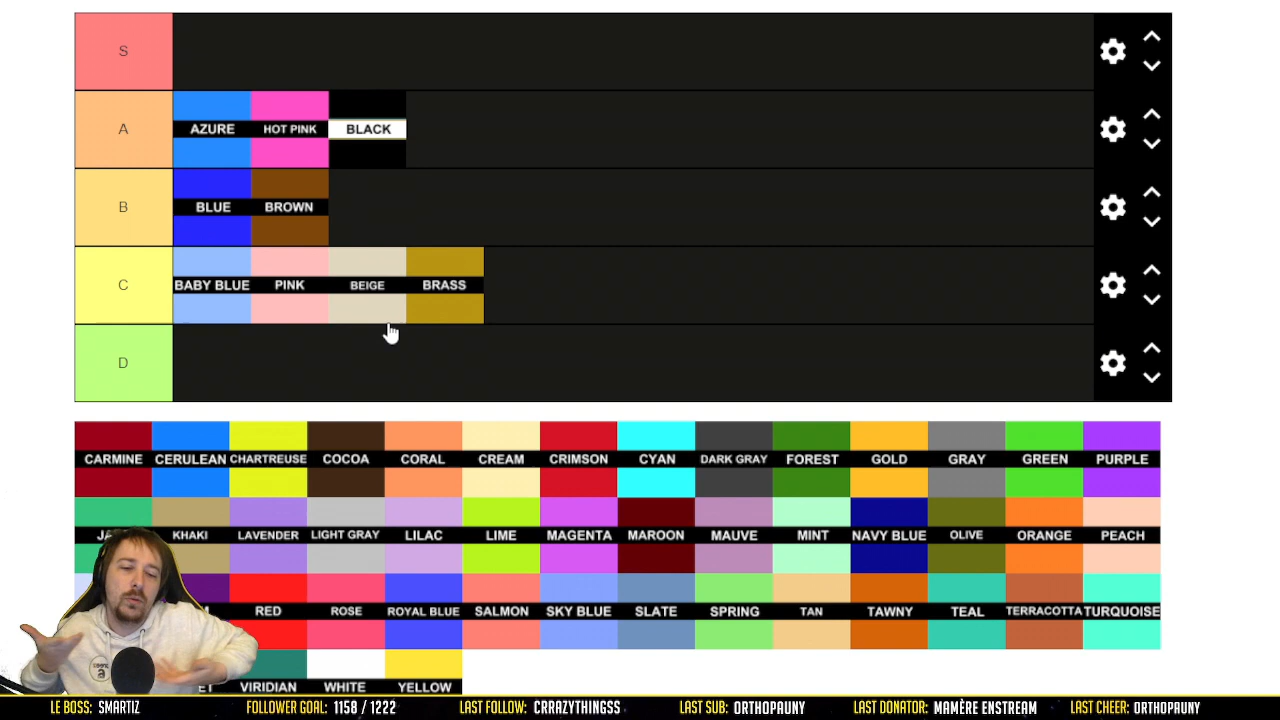 S
A AZURE HOT PINK BLACK
B BLUE BROWN
C BABY BLUE PINK BEIGE BRASS
D
CARMINE CERULEAN CHARTREUSE COCOA CORAL CREAM CRIMSON CYAN DARK GRAY FOREST GOLD GRAY GREEN PURPLE
KHAKI LAVENDER LIGHT GRAY LILAC LIME MAGENTA MAROON MAUVE MINT NAVY BLUE OLIVE ORANGE PEACH
RED ROSE ROYAL BLUE SALMON SKY BLUE SLATE SPRING TAN TAWNY TEAL TERRACOTTA TURQUOISE
VIRIDIAN WHITE YELLOW
LE BOSS: SMARTIZ FOLLOWER GOAL: 1158 / 1222 LAST FOLLOW: CRRAZYTHINGSS LAST SUB: ORTHOPAUNY LAST DONATOR: MAMÈRE ENSTREAM LAST CHEER: ORTHOPAUNY